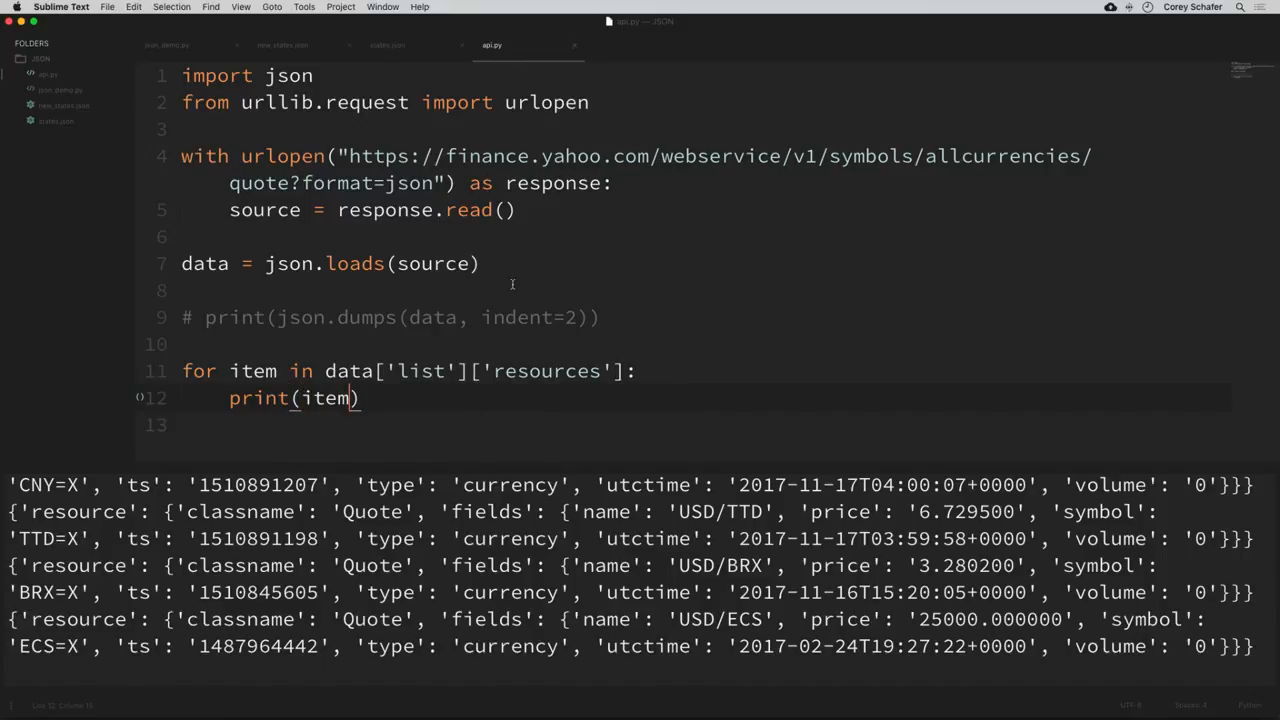 Sublime Text File Edit Selection Find View Goto Tools Project Window Help Corey Schafer
api.py — JSON
FOLDERS
JSON
api.py
json_demo.py
new_states.json
states.json
json_demo.py new_states.json states.json api.py
1 import json
2 from urllib.request import urlopen
3
4 with urlopen("https://finance.yahoo.com/webservice/v1/symbols/allcurrencies/
quote?format=json") as response:
5 source = response.read()
6
7 data = json.loads(source)
8
9 # print(json.dumps(data, indent=2))
10
11 for item in data['list']['resources']:
12 print(item)
13
'CNY=X', 'ts': '1510891207', 'type': 'currency', 'utctime': '2017-11-17T04:00:07+0000', 'volume': '0'}}}
{'resource': {'classname': 'Quote', 'fields': {'name': 'USD/TTD', 'price': '6.729500', 'symbol':
'TTD=X', 'ts': '1510891198', 'type': 'currency', 'utctime': '2017-11-17T03:59:58+0000', 'volume': '0'}}}
{'resource': {'classname': 'Quote', 'fields': {'name': 'USD/BRX', 'price': '3.280200', 'symbol':
'BRX=X', 'ts': '1510845605', 'type': 'currency', 'utctime': '2017-11-16T15:20:05+0000', 'volume': '0'}}}
{'resource': {'classname': 'Quote', 'fields': {'name': 'USD/ECS', 'price': '25000.000000', 'symbol':
'ECS=X', 'ts': '1487964442', 'type': 'currency', 'utctime': '2017-02-24T19:27:22+0000', 'volume': '0'}}}
Line 12, Column 15 UTF-8 Spaces: 4 Python